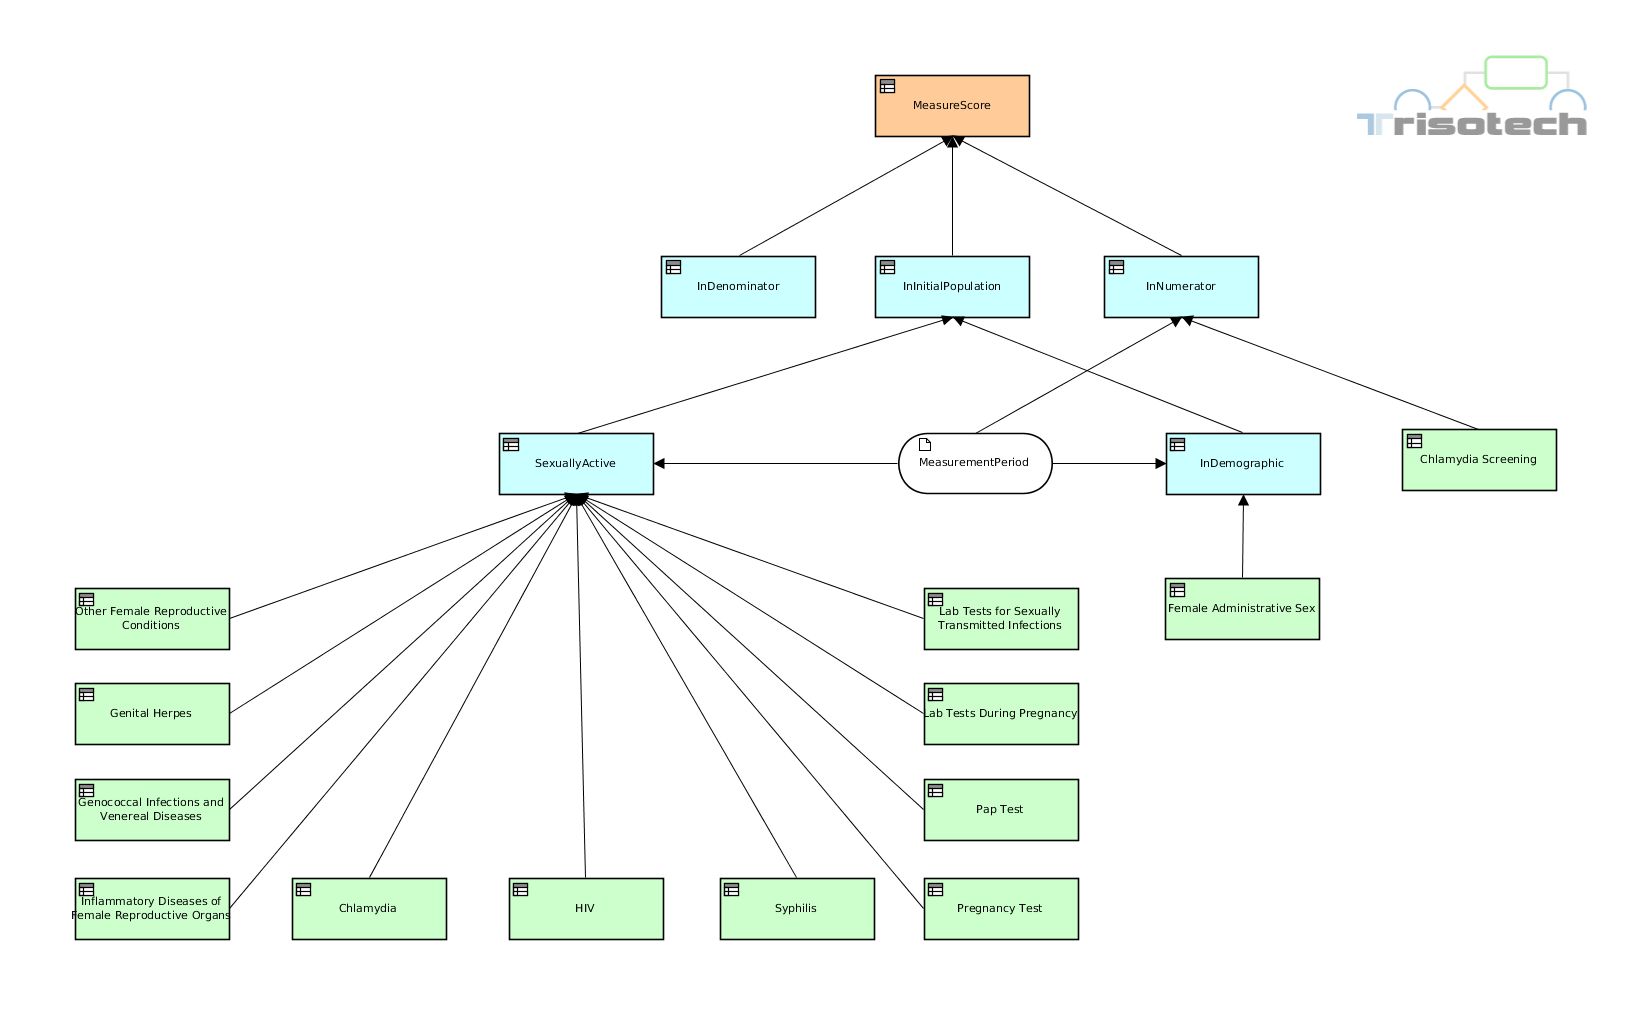 MeasureScore
Trisotech
InDenominator
InInitialPopulation
InNumerator
SexuallyActive
MeasurementPeriod
InDemographic
Chlamydia Screening
Other Female Reproductive
Conditions
Lab Tests for Sexually
Transmitted Infections
Female Administrative Sex
Genital Herpes
Lab Tests During Pregnancy
Genococcal Infections and
Venereal Diseases
Pap Test
Inflammatory Diseases of
Female Reproductive Organs
Chlamydia
HIV
Syphilis
Pregnancy Test